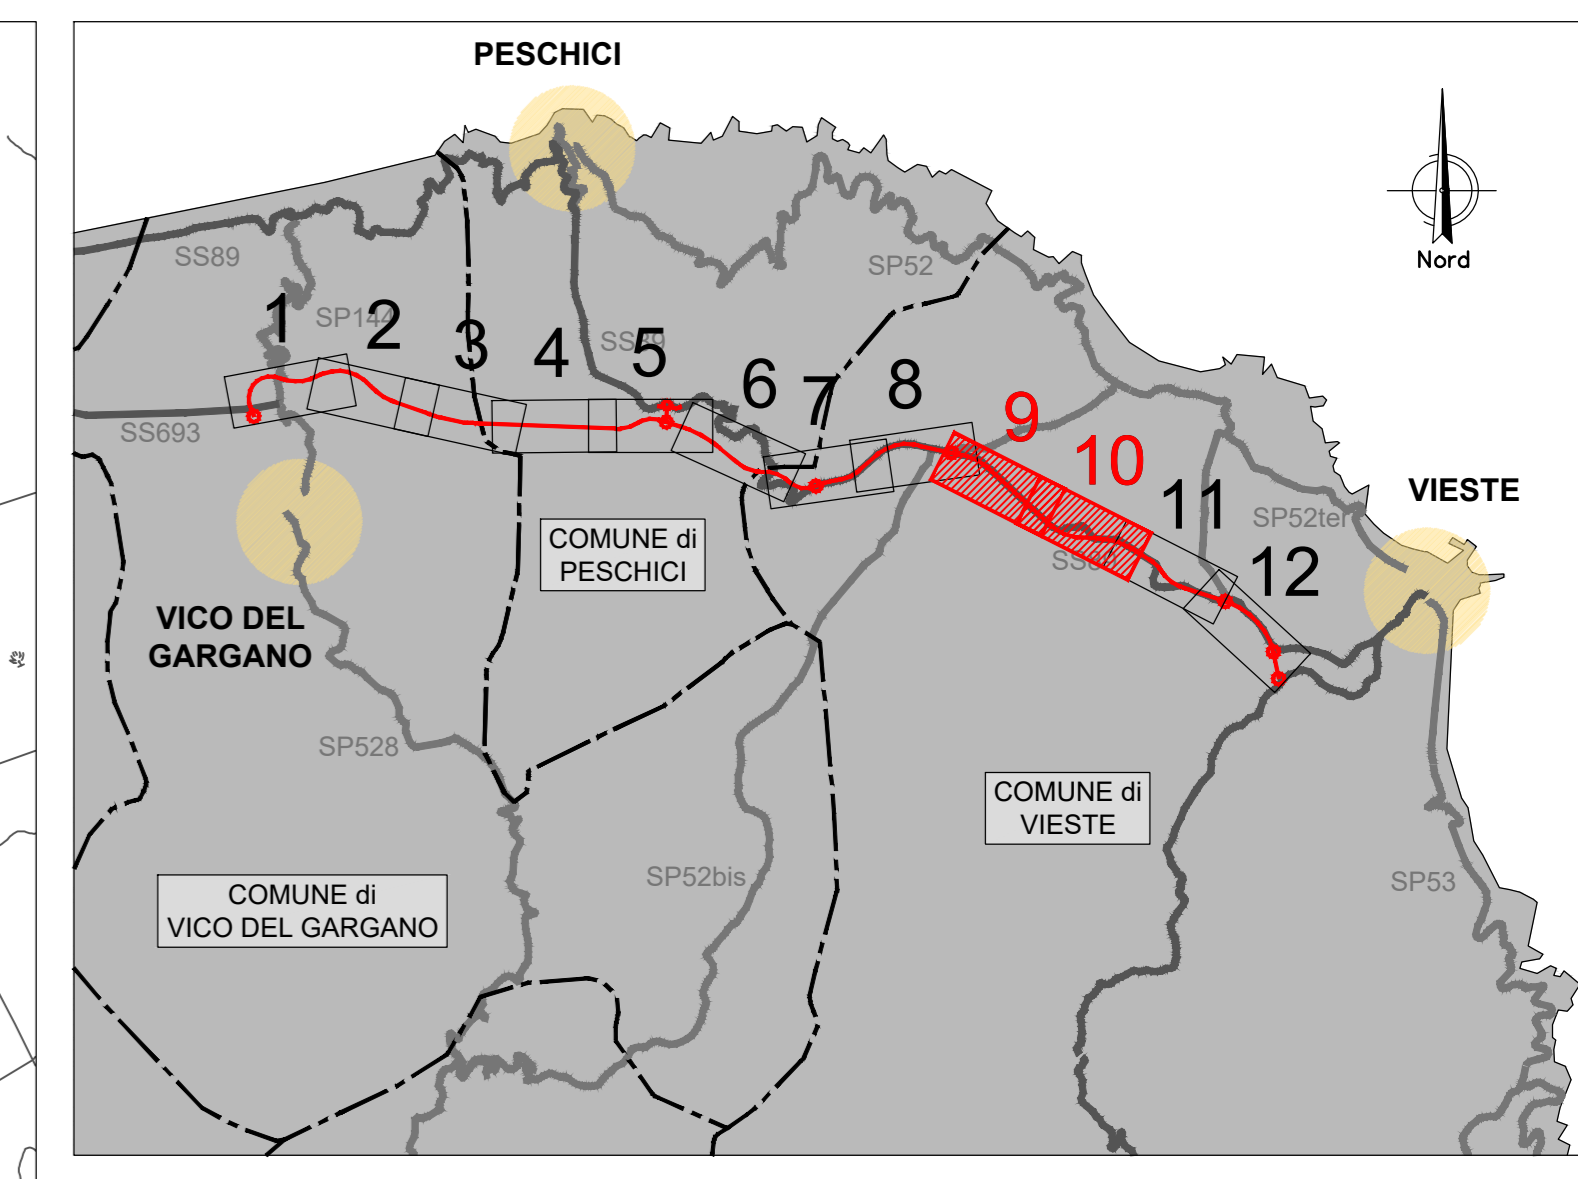 PESCHICI
Nord
SS89
SP52
SP144
SS89
1
2
3
4
5
6
7
8
9
10
11
12
SS693
SP52ter
VIESTE
COMUNE di
PESCHICI
VICO DEL
GARGANO
SP528
COMUNE di
VIESTE
SP52bis
SP53
COMUNE di
VICO DEL GARGANO